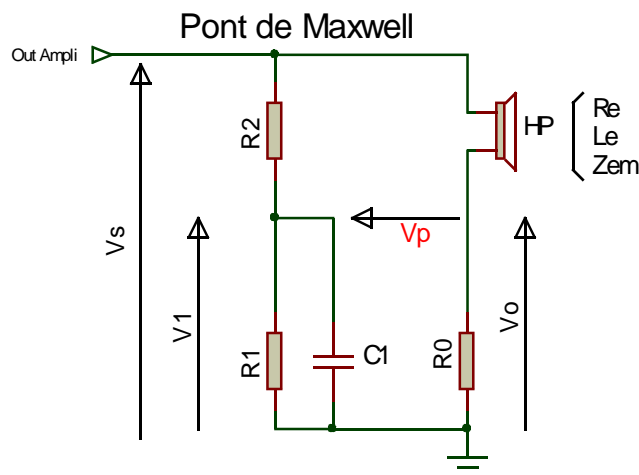 Pont de Maxwell
Out Ampli
R2
HP
Re
Le
Zem
Vs
V1
Vp
Vo
R1
C1
R0